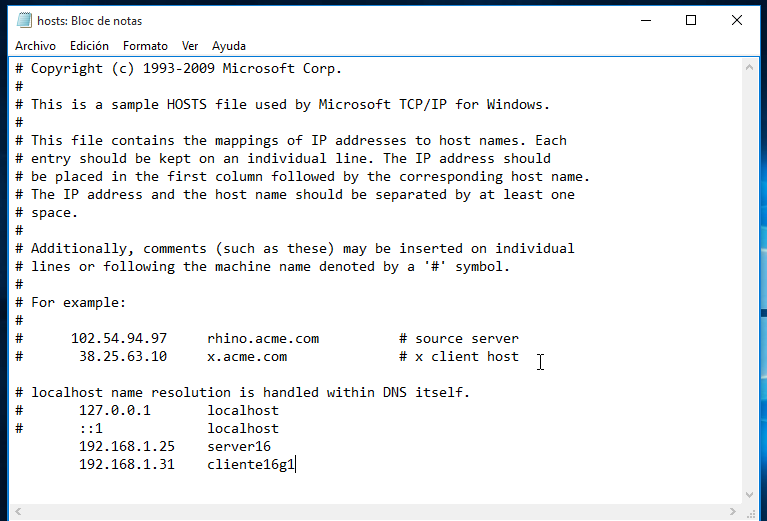 hosts: Bloc de notas
Archivo Edición Formato Ver Ayuda
# Copyright (c) 1993-2009 Microsoft Corp.
#
# This is a sample HOSTS file used by Microsoft TCP/IP for Windows.
#
# This file contains the mappings of IP addresses to host names. Each
# entry should be kept on an individual line. The IP address should
# be placed in the first column followed by the corresponding host name.
# The IP address and the host name should be separated by at least one
# space.
#
# Additionally, comments (such as these) may be inserted on individual
# lines or following the machine name denoted by a '#' symbol.
#
# For example:
#
#      102.54.94.97     rhino.acme.com          # source server
#       38.25.63.10     x.acme.com              # x client host

# localhost name resolution is handled within DNS itself.
#       127.0.0.1       localhost
#       ::1             localhost
        192.168.1.25    server16
        192.168.1.31    cliente16g1